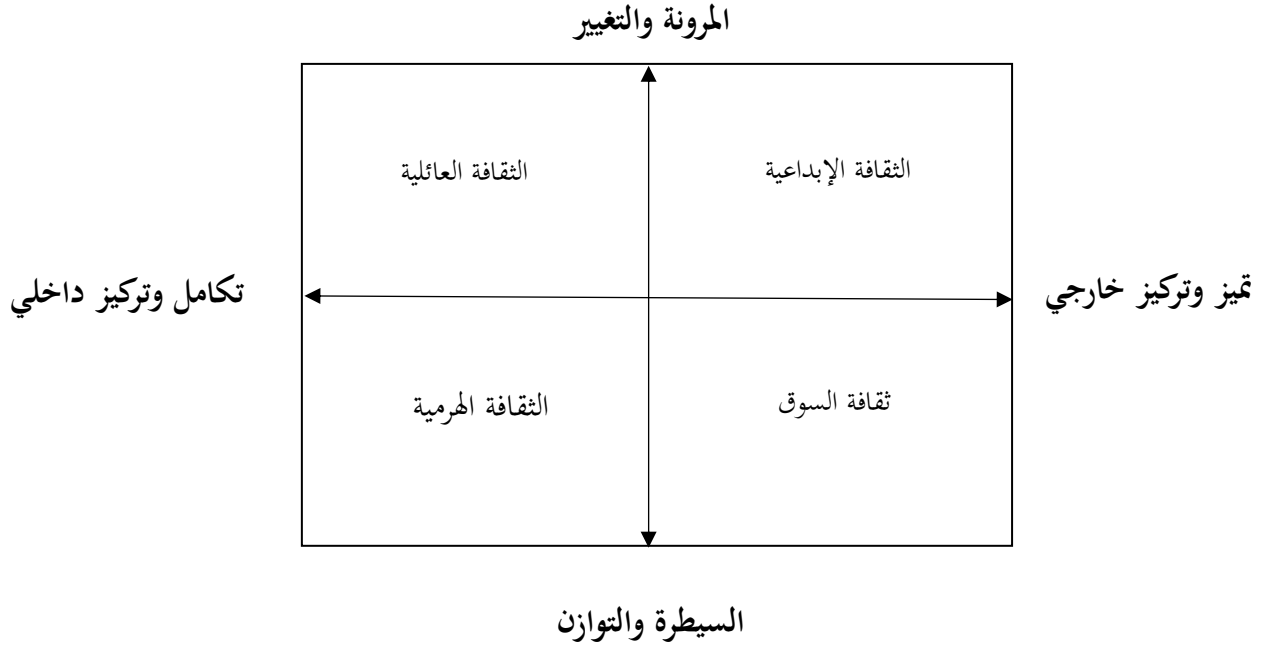 المرونة والتغيير
الثقافة الإبداعية
الثقافة العائلية
تميز وتركيز خارجي
تكامل وتركيز داخلي
ثقافة السوق
الثقافة الهرمية
السيطرة والتوازن